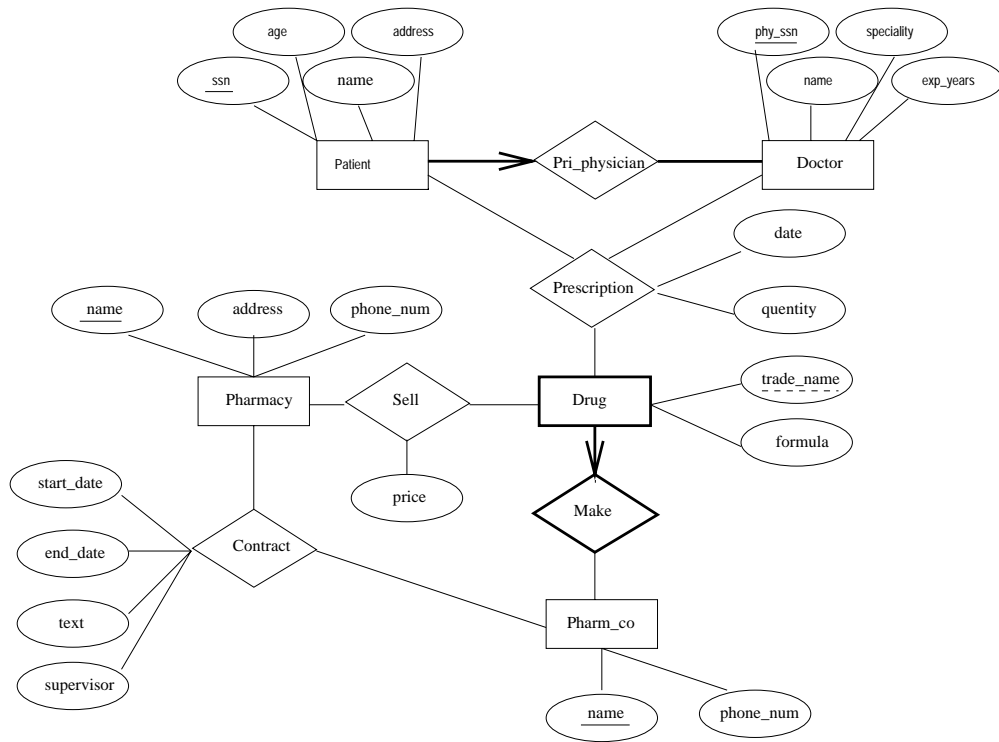 age
address
ssn
name
phy_ssn
speciality
name
exp_years
Patient
Pri_physician
Doctor
date
Prescription
quentity
name
address
phone_num
trade_name
Pharmacy
Sell
Drug
formula
start_date
price
Make
Contract
end_date
text
Pharm_co
supervisor
name
phone_num